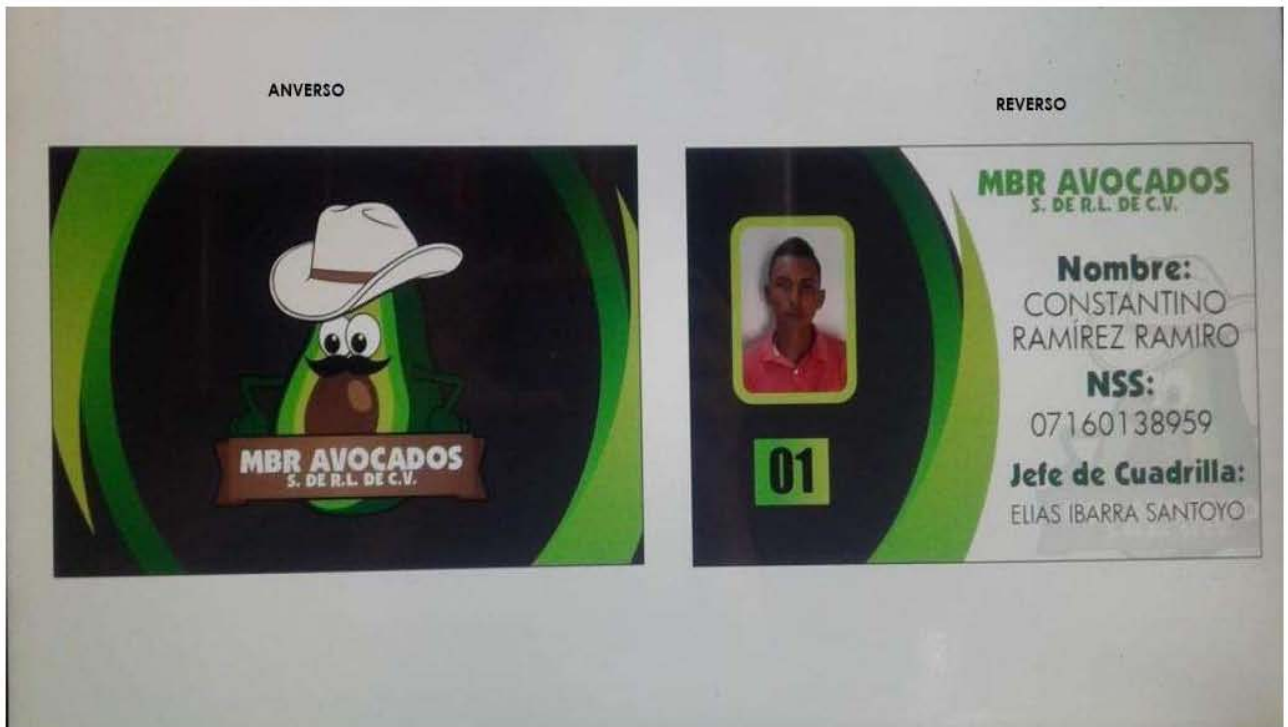 ANVERSO
REVERSO
MBR AVOCADOS
S. DE R.L. DE C.V.
01
MBR AVOCADOS
S. DE R.L. DE C.V.
Nombre:
CONSTANTINO
RAMÍREZ RAMIRO
NSS:
07160138959
Jefe de Cuadrilla:
ELIAS IBARRA SANTOYO